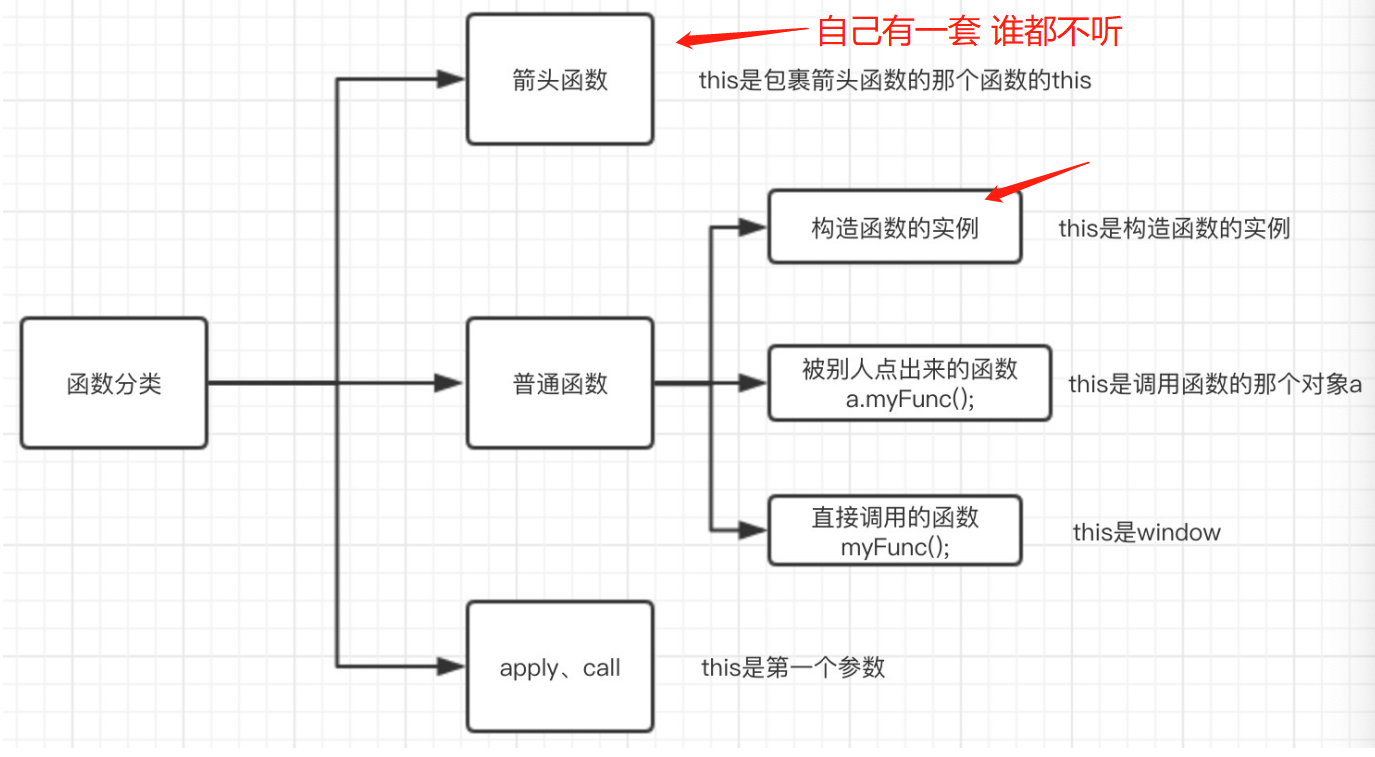 自己有一套 谁都不听
箭头函数
this是包裹箭头函数的那个函数的this
构造函数的实例
this是构造函数的实例
函数分类
普通函数
被别人点出来的函数
a.myFunc();
this是调用函数的那个对象a
直接调用的函数
myFunc();
this是window
apply、call
this是第一个参数